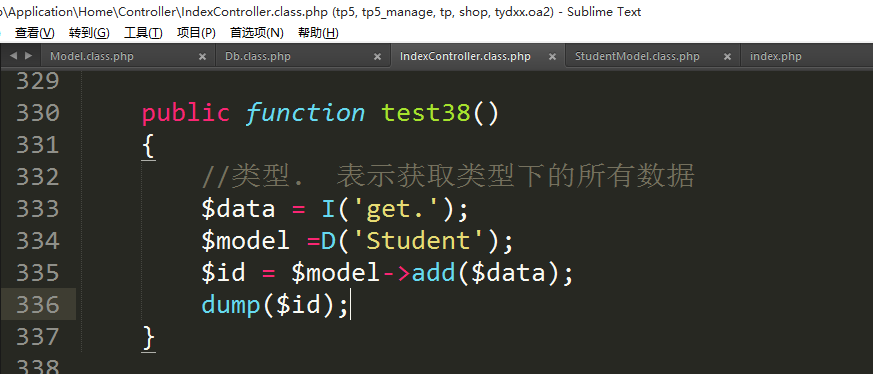 o\Application\Home\Controller\IndexController.class.php (tp5, tp5_manage, tp, shop, tydxx.oa2) - Sublime Text
查看(V) 跳转(G) 工具(T) 项目(P) 首选项(N) 帮助(H)
Model.class.php × Db.class.php × IndexController.class.php × StudentModel.class.php × index.php
329
330 public function test38()
331 {
332 //类型. 表示获取类型下的所有数据
333 $data = I('get.');
334 $model =D('Student');
335 $id = $model->add($data);
336 dump($id);
337 }
338